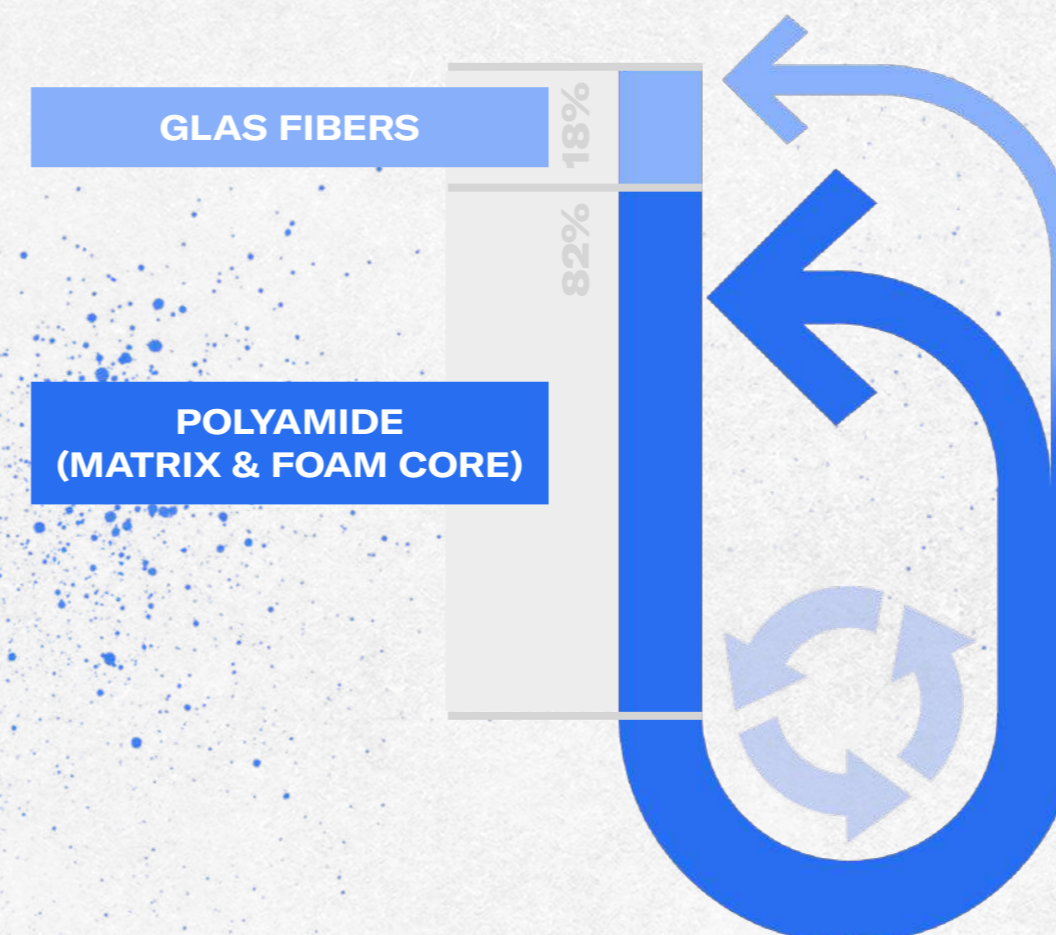 GLAS FIBERS
18%
82%
POLYAMIDE
(MATRIX & FOAM CORE)